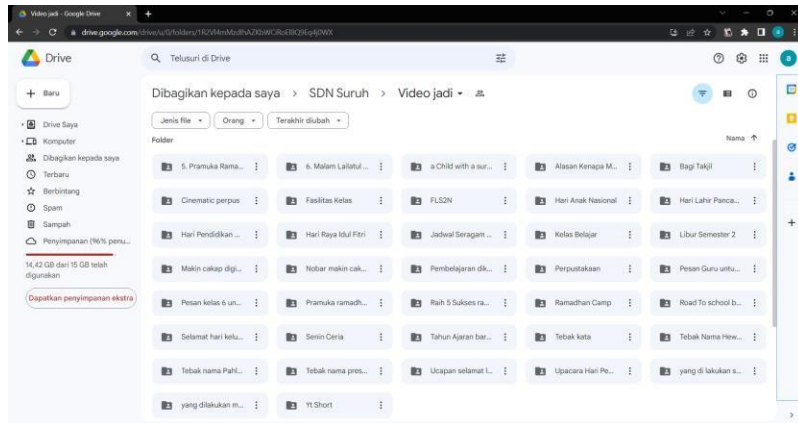 Video jadi - Google Drive
drive.google.com/drive/u/0/folders/
Drive
Telusuri di Drive
Baru
Dibagikan kepada saya > SDN Suruh > Video jadi
Jenis file
Orang
Terakhir diubah
Drive Saya
Komputer
Dibagikan kepada saya
Terbaru
Berbintang
Spam
Sampah
Penyimpanan (96% penu...
14,42 GB dari 15 GB telah
digunakan
Dapatkan penyimpanan ekstra
Folder
Nama
5. Pramuka Rama...
6. Malam Lailatul ...
a Child with a sur...
Alasan Kenapa M...
Bagi Takjil
Cinematic perpus
Fasilitas Kelas
FLS2N
Hari Anak Nasional
Hari Lahir Panca...
Hari Pendidikan ...
Hari Raya Idul Fitri
Jadwal Seragam ...
Kelas Belajar
Libur Semester 2
Makin cakap digi...
Nobar makin cak...
Pembelajaran dik...
Perpustakaan
Pesan Guru untu...
Pesan kelas 6 un...
Pramuka ramadh...
Raih 5 Sukses ra...
Ramadhan Camp
Road To school b...
Selamat hari kelu...
Senin Ceria
Tahun Ajaran bar...
Tebak kata
Tebak Nama Hew...
Tebak nama Pahl...
Tebak nama pres...
Ucapan selamat l...
Upacara Hari Pe...
yang di lakukan s...
yang dilakukan m...
Yt Short